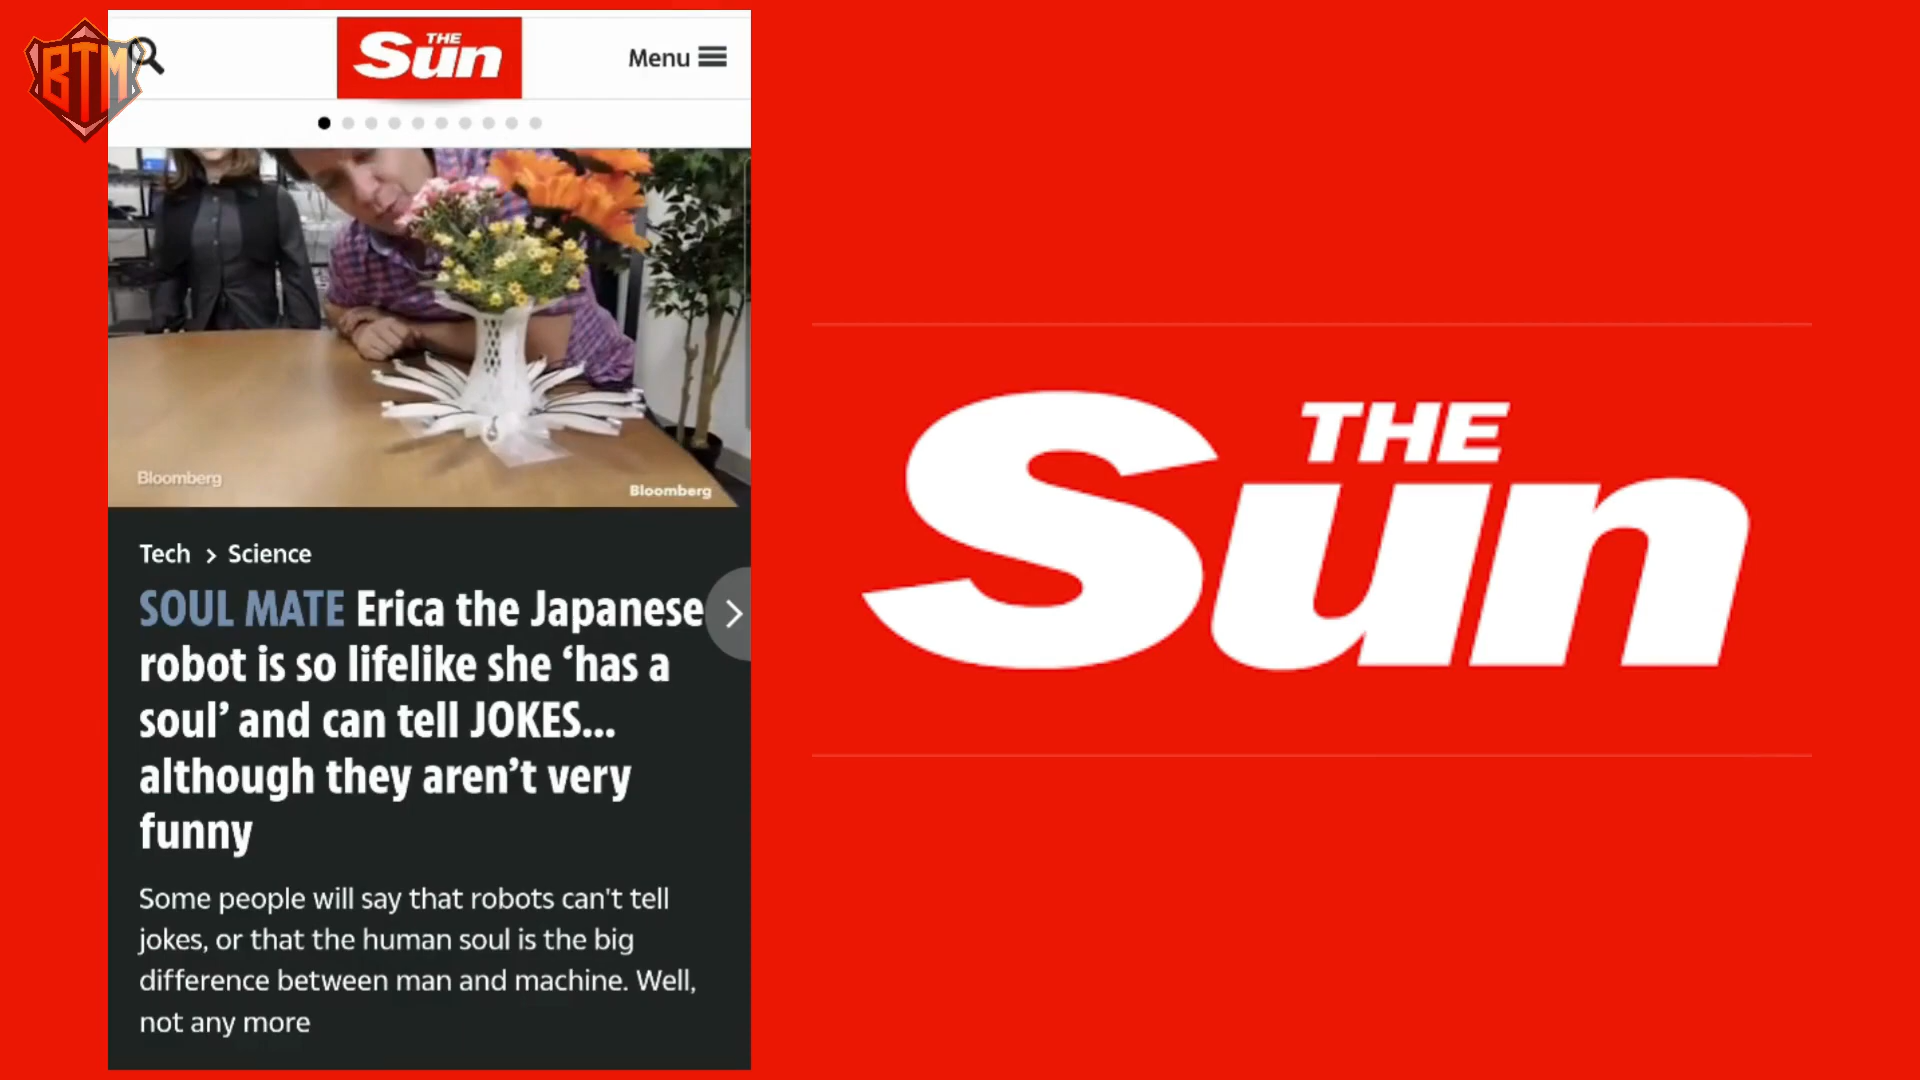 BTM
THE
Sun
Menu
Bloomberg
Bloomberg
Tech > Science
SOUL MATE Erica the Japanese
robot is so lifelike she ‘has a
soul’ and can tell JOKES...
although they aren’t very
funny
Some people will say that robots can't tell
jokes, or that the human soul is the big
difference between man and machine. Well,
not any more
THE
Sun